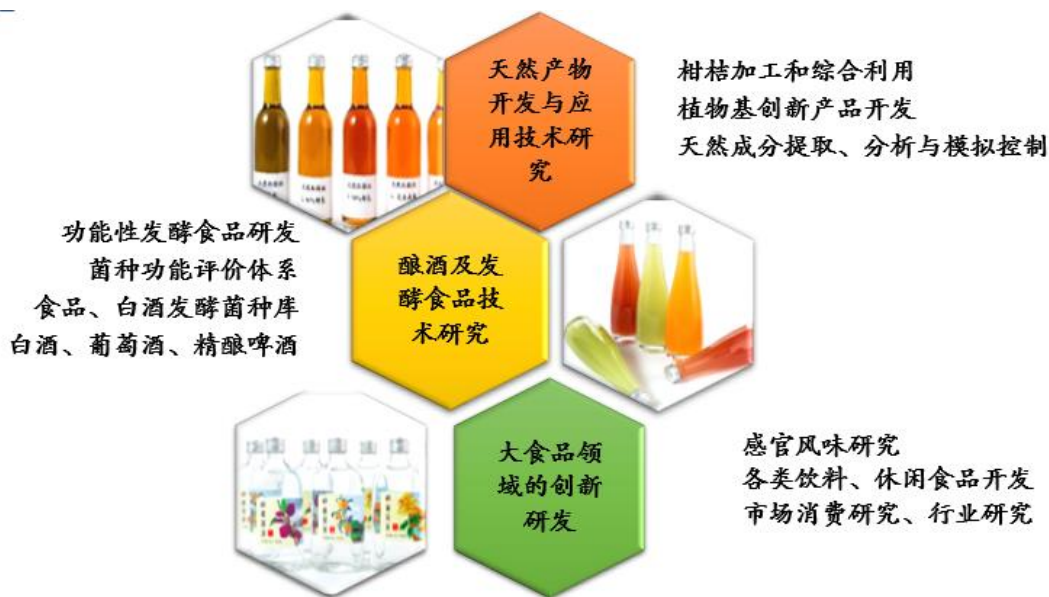 天然产物
开发与应
用技术研
究
柑桔加工和综合利用
植物基创新产品开发
天然成分提取、分析与模拟控制
功能性发酵食品研发
菌种功能评价体系
食品、白酒发酵菌种库
白酒、葡萄酒、精酿啤酒
酿酒及发
酵食品技
术研究
大食品领
域的创新
研发
感官风味研究
各类饮料、休闲食品开发
市场消费研究、行业研究